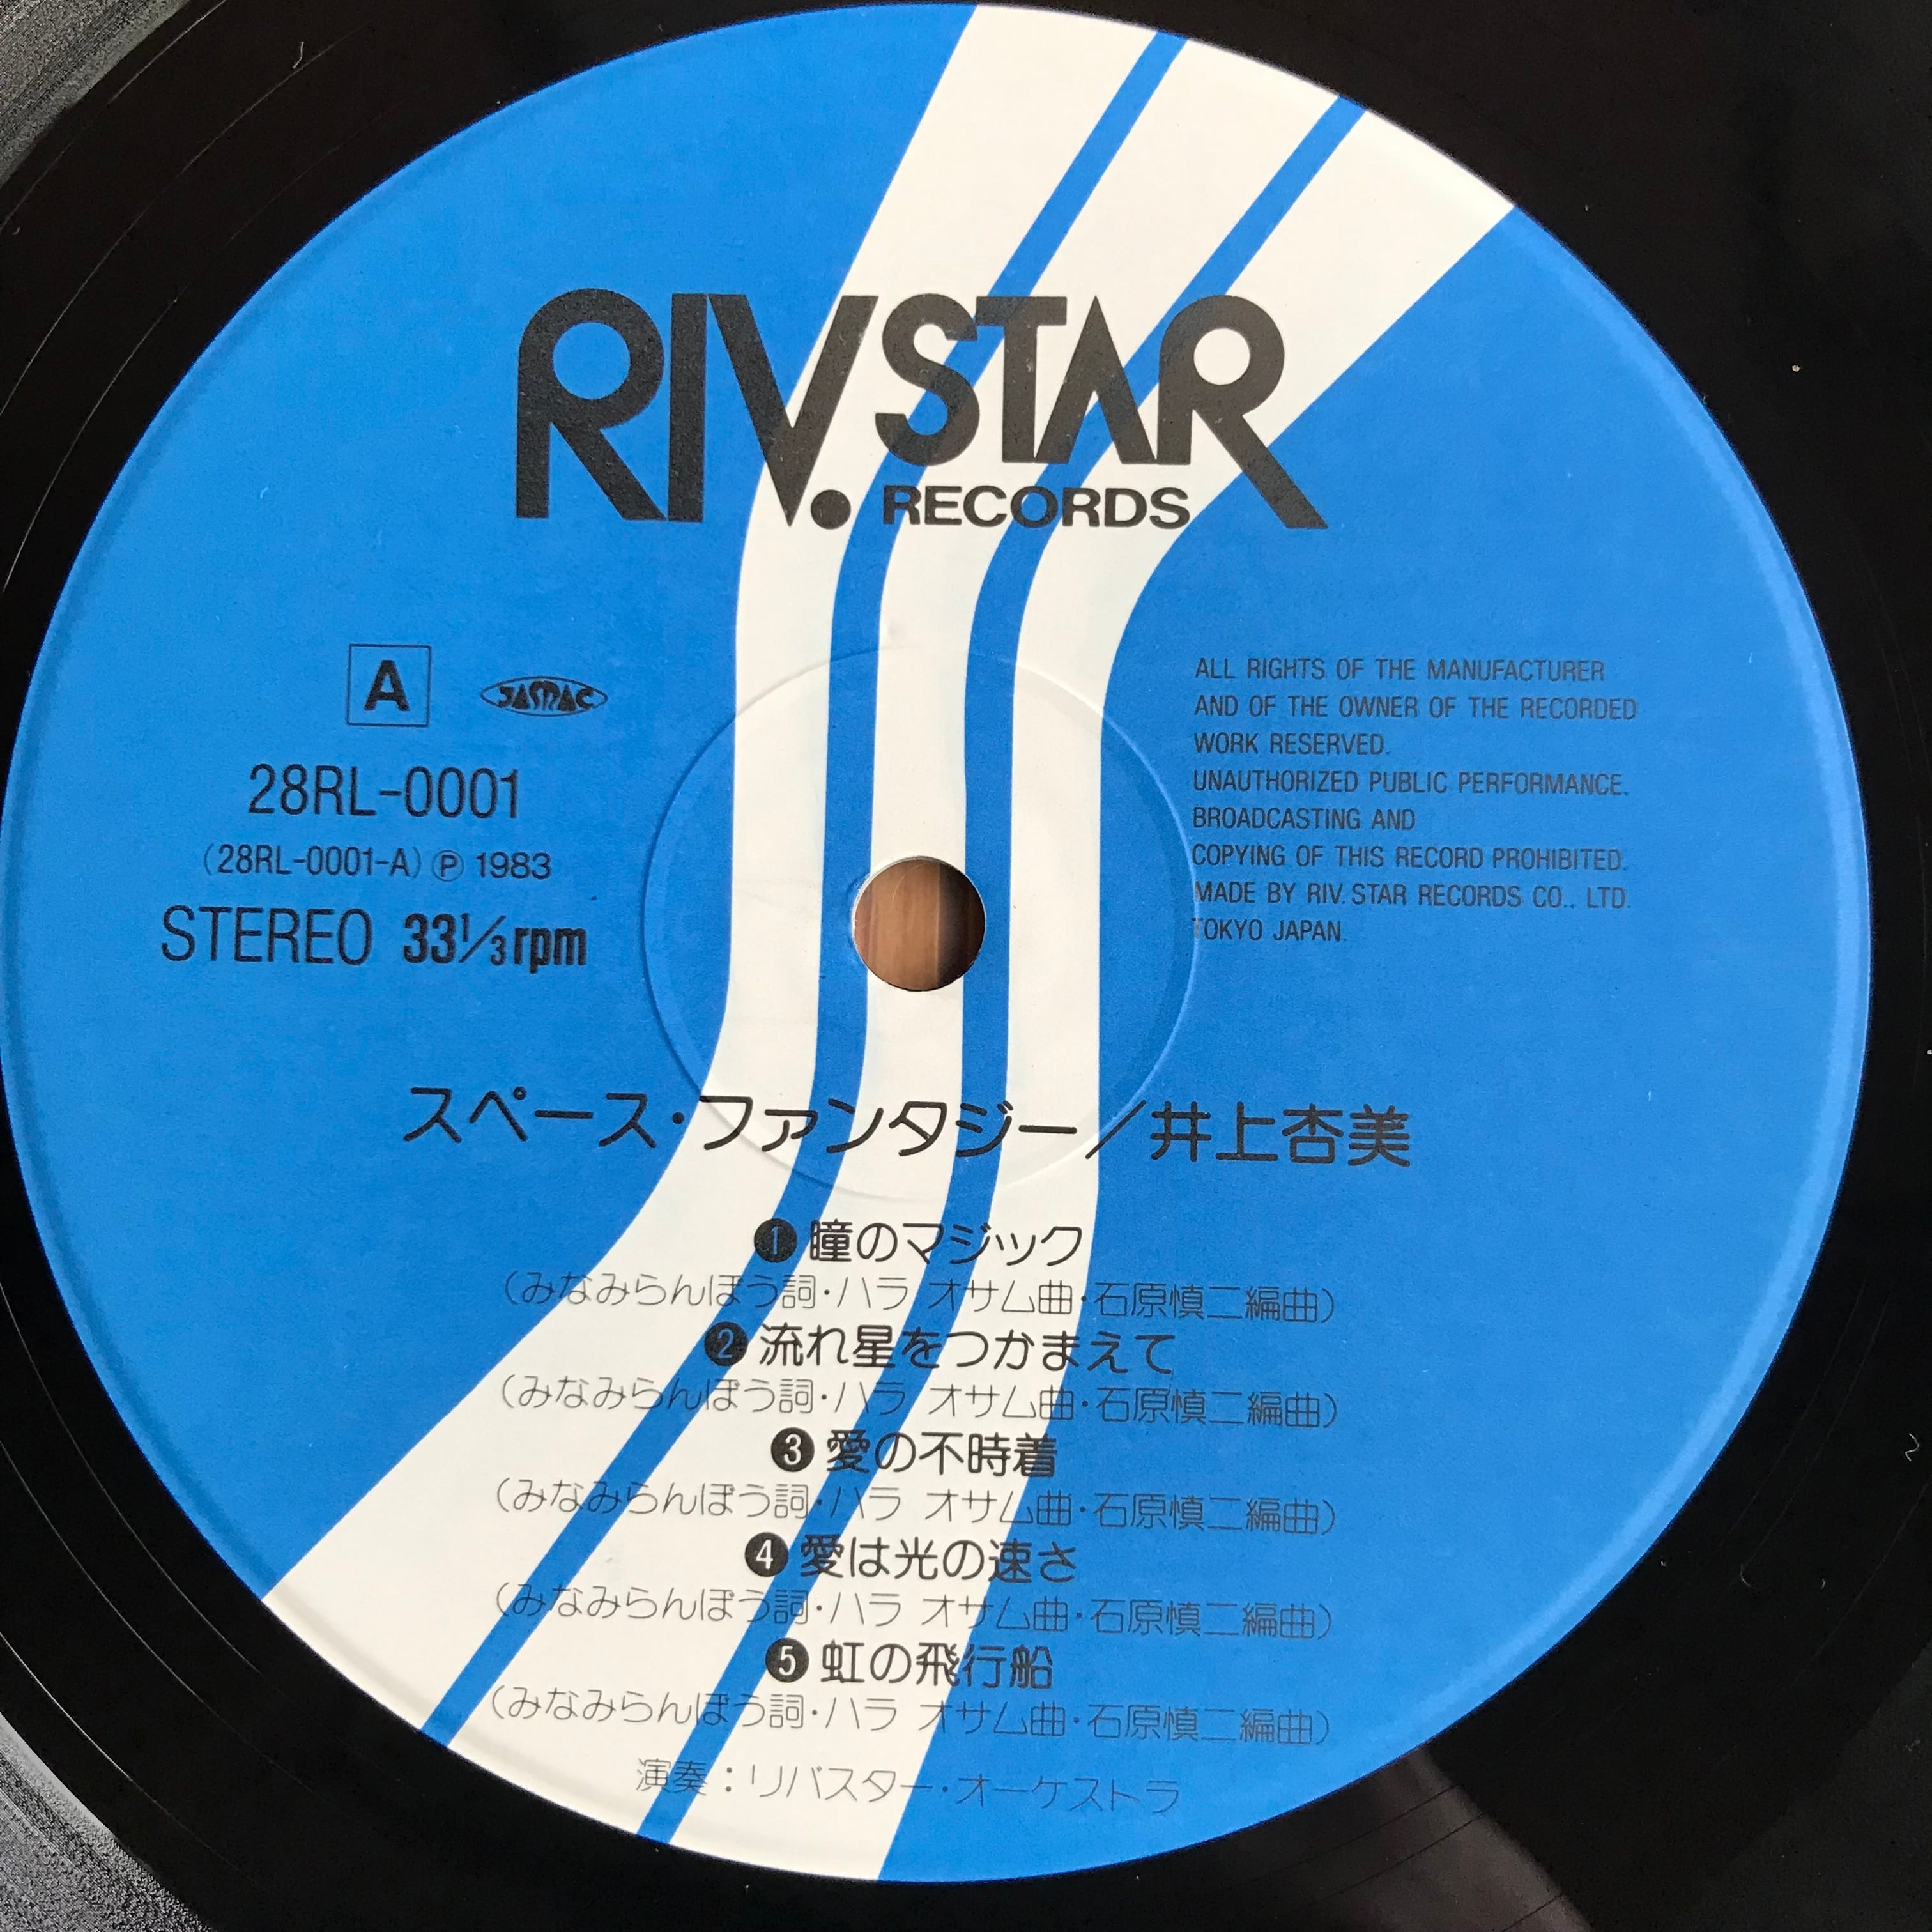 RIV. STAR
RECORDS
A JASRAC
28RL-0001
(28RL-0001-A) Ⓟ 1983
STEREO 33 1/3 rpm
ALL RIGHTS OF THE MANUFACTURER
AND OF THE OWNER OF THE RECORDED
WORK RESERVED.
UNAUTHORIZED PUBLIC PERFORMANCE.
BROADCASTING AND
COPYING OF THIS RECORD PROHIBITED.
MADE BY RIV. STAR RECORDS CO., LTD.
TOKYO JAPAN.
スペース・ファンタジー/井上杏美
❶ 瞳のマジック
(みなみらんぼう詞・ハラ オサム曲・石原慎二編曲)
❷ 流れ星をつかまえて
(みなみらんぼう詞・ハラ オサム曲・石原慎二編曲)
❸ 愛の不時着
(みなみらんぼう詞・ハラ オサム曲・石原慎二編曲)
❹ 愛は光の速さ
(みなみらんぼう詞・ハラ オサム曲・石原慎二編曲)
❺ 虹の飛行船
(みなみらんぼう詞・ハラ オサム曲・石原慎二編曲)
演奏:リバスター・オーケストラ